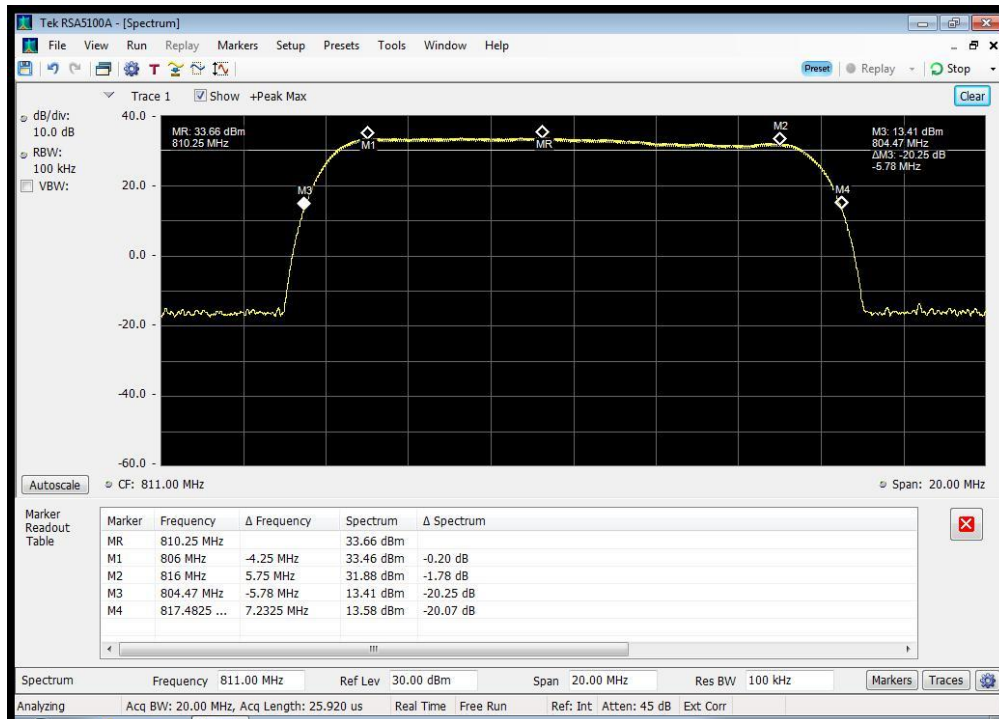 Tek RSA5100A - [Spectrum]
File View Run Replay Markers Setup Presets Tools Window Help
Preset Replay Stop
Trace 1 Show +Peak Max Clear
dB/div:
10.0 dB
RBW:
100 kHz
VBW:
40.0
20.0
0.0
-20.0
-40.0
-60.0
MR: 33.66 dBm
810.25 MHz
M1
MR
M2
M3: 13.41 dBm
804.47 MHz
ΔM3: -20.25 dB
-5.78 MHz
M3
M4
Autoscale CF: 811.00 MHz Span: 20.00 MHz
Marker
Readout
Table
Marker Frequency Δ Frequency Spectrum Δ Spectrum
MR 810.25 MHz 33.66 dBm
M1 806 MHz -4.25 MHz 33.46 dBm -0.20 dB
M2 816 MHz 5.75 MHz 31.88 dBm -1.78 dB
M3 804.47 MHz -5.78 MHz 13.41 dBm -20.25 dB
M4 817.4825 ... 7.2325 MHz 13.58 dBm -20.07 dB
Spectrum Frequency 811.00 MHz Ref Lev 30.00 dBm Span 20.00 MHz Res BW 100 kHz Markers Traces
Analyzing Acq BW: 20.00 MHz, Acq Length: 25.920 us Real Time Free Run Ref: Int Atten: 45 dB Ext Corr